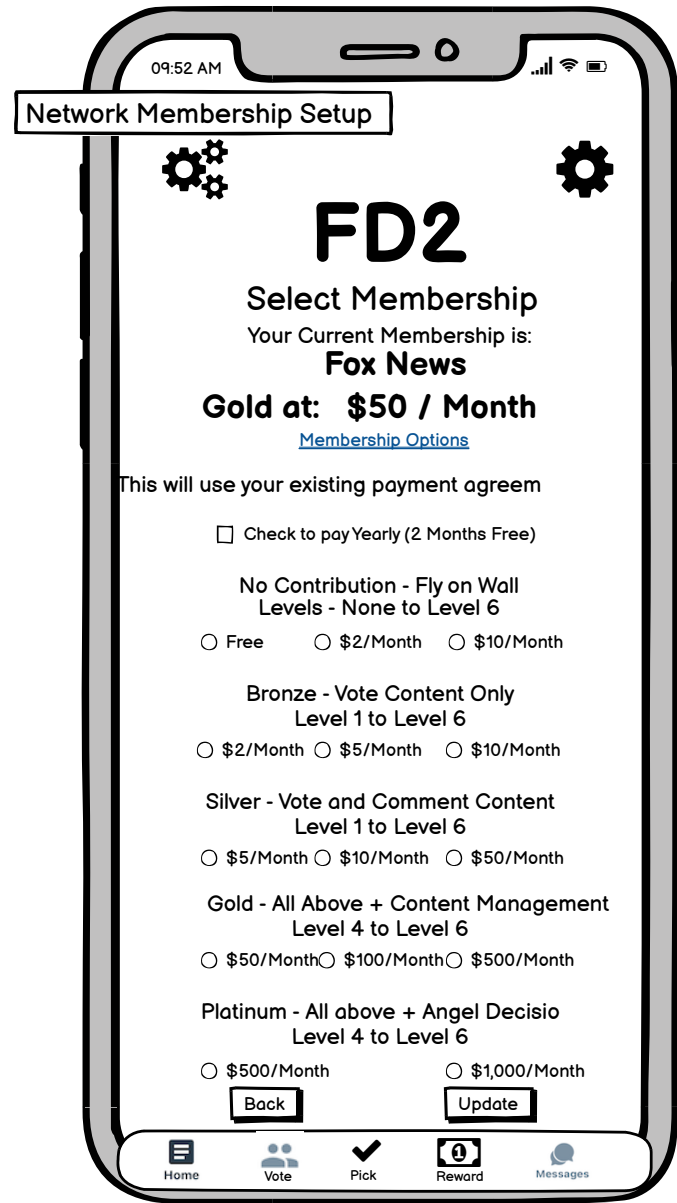 09:52 AM
Network Membership Setup
FD2
Select Membership
Your Current Membership is:
Fox News
Gold at: $50 / Month
Membership Options
This will use your existing payment agreem
Check to pay Yearly (2 Months Free)
No Contribution - Fly on Wall
Levels - None to Level 6
Free $2/Month $10/Month
Bronze - Vote Content Only
Level 1 to Level 6
$2/Month $5/Month $10/Month
Silver - Vote and Comment Content
Level 1 to Level 6
$5/Month $10/Month $50/Month
Gold - All Above + Content Management
Level 4 to Level 6
$50/Month $100/Month $500/Month
Platinum - All above + Angel Decisio
Level 4 to Level 6
$500/Month $1,000/Month
Back Update
1
Home Vote Pick Reward Messages